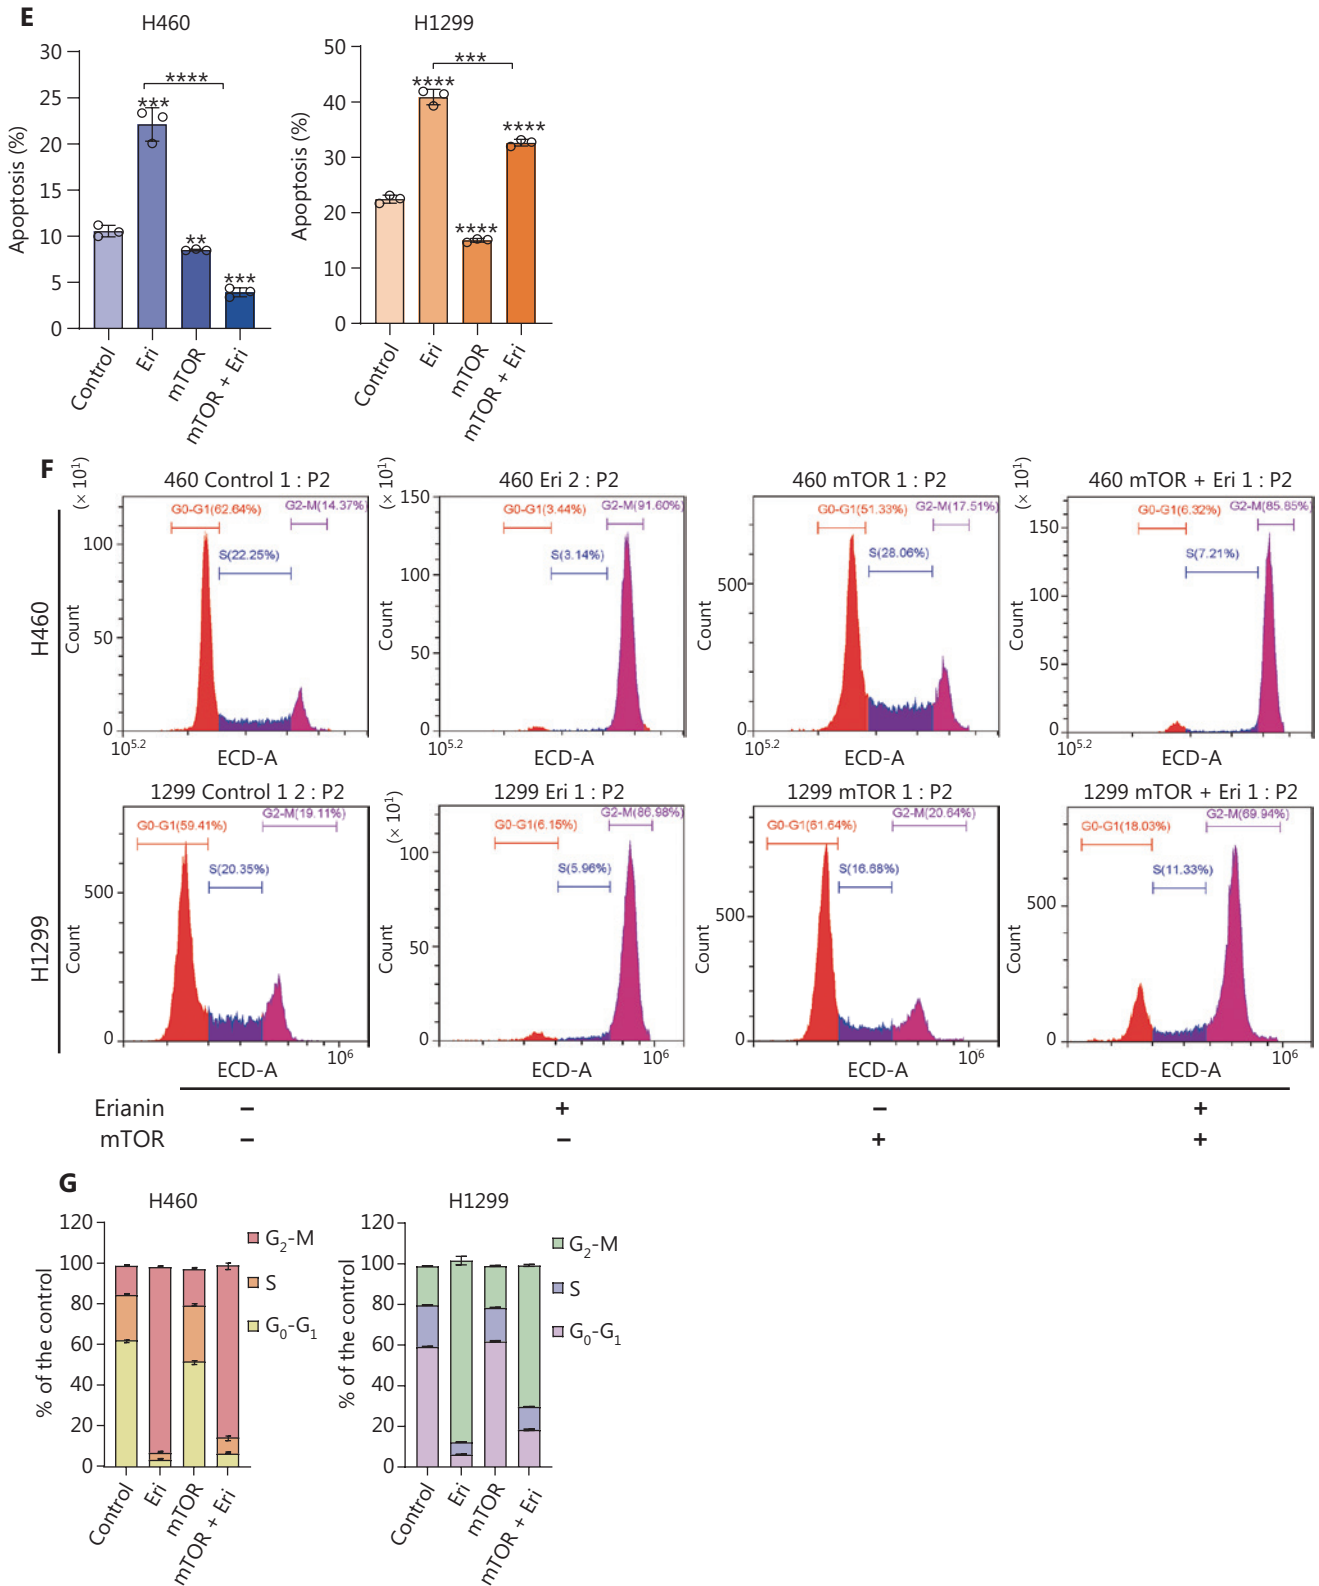 E
H460
H1299
Apoptosis (%)
30
25
20
15
10
5
0
***
****
**
***
Control
Eri
mTOR
mTOR + Eri
Apoptosis (%)
50
40
30
20
10
0
****
***
****
****
Control
Eri
mTOR
mTOR + Eri
F
H460
460 Control 1 : P2
(× 10¹)
G0-G1(62.64%)
G2-M(14.37%)
S(22.25%)
100
50
0
Count
10⁵·²
ECD-A
460 Eri 2 : P2
(× 10¹)
G0-G1(3.44%)
G2-M(91.60%)
S(3.14%)
150
100
50
0
Count
10⁵·²
ECD-A
460 mTOR 1 : P2
G0-G1(51.33%)
G2-M(17.51%)
S(28.06%)
500
0
Count
10⁵·²
ECD-A
460 mTOR + Eri 1 : P2
(× 10¹)
G0-G1(6.32%)
G2-M(85.85%)
S(7.21%)
150
100
50
0
Count
10⁵·²
ECD-A
H1299
1299 Control 1 2 : P2
G0-G1(59.41%)
G2-M(19.11%)
S(20.35%)
500
0
Count
10⁶
ECD-A
1299 Eri 1 : P2
(× 10¹)
G0-G1(6.15%)
G2-M(86.98%)
S(5.96%)
100
50
0
Count
10⁶
ECD-A
1299 mTOR 1 : P2
G0-G1(61.64%)
G2-M(20.64%)
S(16.68%)
500
0
Count
10⁶
ECD-A
1299 mTOR + Eri 1 : P2
G0-G1(18.03%)
G2-M(69.94%)
S(11.33%)
500
0
Count
10⁶
ECD-A
Erianin − + − +
mTOR − − + +
G
H460
% of the control
120
100
80
60
40
20
0
G₂-M
S
G₀-G₁
Control
Eri
mTOR
mTOR + Eri
H1299
% of the control
120
100
80
60
40
20
0
G₂-M
S
G₀-G₁
Control
Eri
mTOR
mTOR + Eri